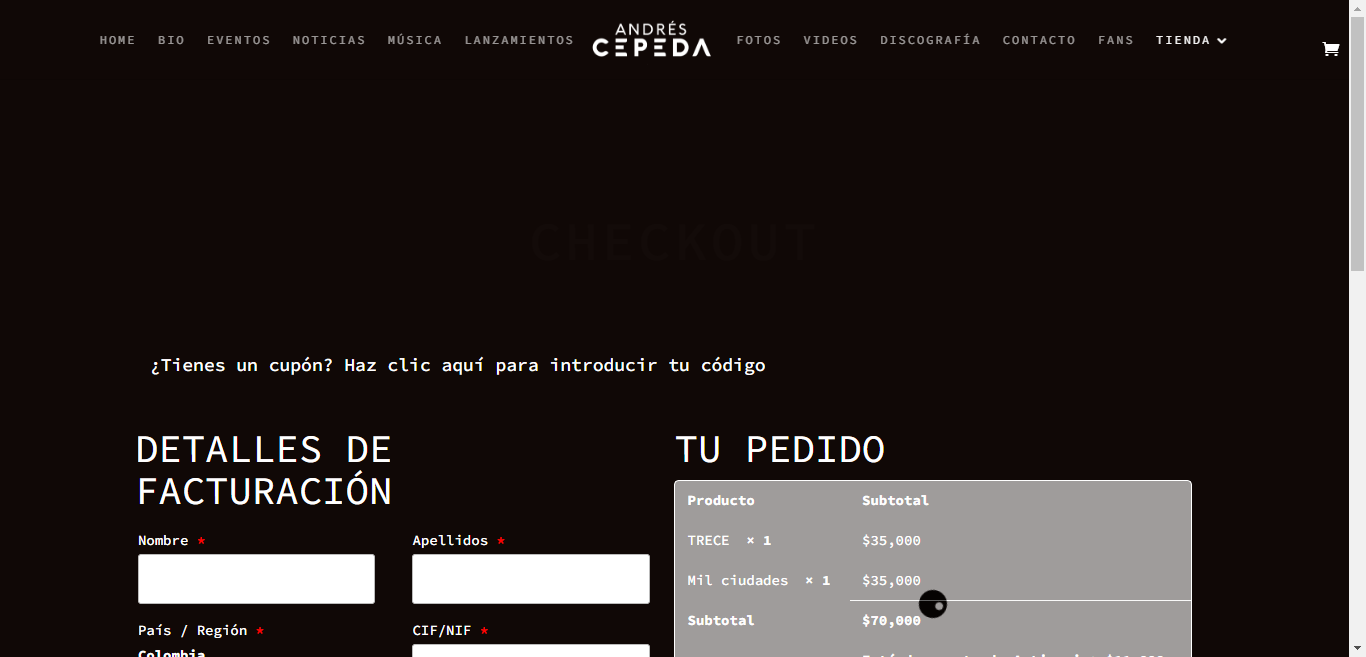 HOME BIO EVENTOS NOTICIAS MÚSICA LANZAMIENTOS ANDRÉS CEPEDA FOTOS VIDEOS DISCOGRAFÍA CONTACTO FANS TIENDA
CHECKOUT
¿Tienes un cupón? Haz clic aquí para introducir tu código
DETALLES DE
FACTURACIÓN
Nombre *
Apellidos *
País / Región *
CIF/NIF *
Colombia
TU PEDIDO
Producto Subtotal
TRECE × 1 $35,000
Mil ciudades × 1 $35,000
Subtotal $70,000